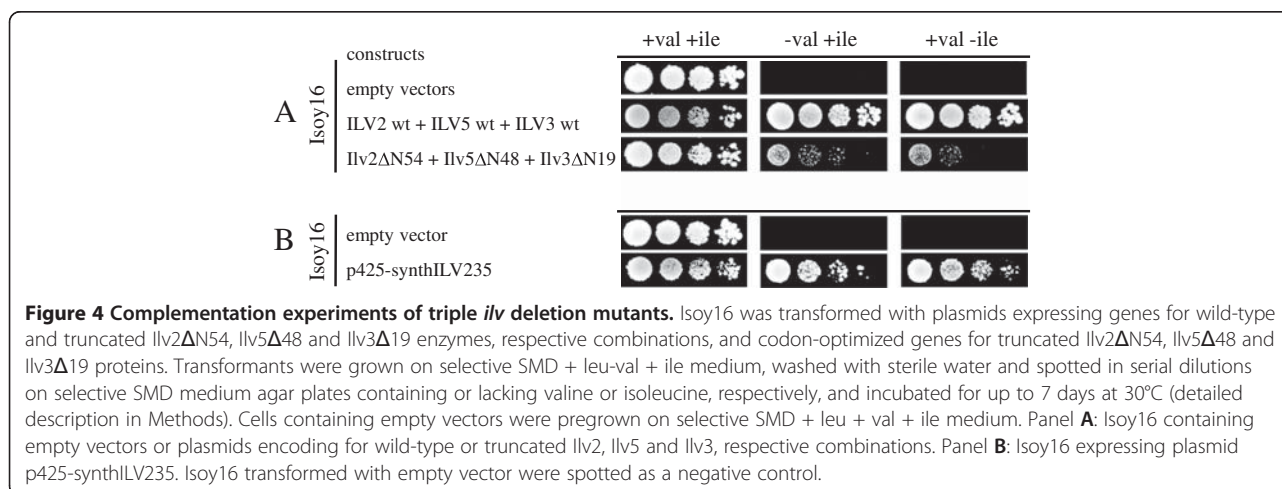 +val +ile -val +ile +val -ile
constructs
A Isoy16 empty vectors
ILV2 wt + ILV5 wt + ILV3 wt
Ilv2ΔN54 + Ilv5ΔN48 + Ilv3ΔN19
B Isoy16 empty vector
p425-synthILV235
Figure 4 Complementation experiments of triple ilv deletion mutants. Isoy16 was transformed with plasmids expressing genes for wild-type
and truncated Ilv2ΔN54, Ilv5Δ48 and Ilv3Δ19 enzymes, respective combinations, and codon-optimized genes for truncated Ilv2ΔN54, Ilv5Δ48 and
Ilv3Δ19 proteins. Transformants were grown on selective SMD + leu-val + ile medium, washed with sterile water and spotted in serial dilutions
on selective SMD medium agar plates containing or lacking valine or isoleucine, respectively, and incubated for up to 7 days at 30°C (detailed
description in Methods). Cells containing empty vectors were pregrown on selective SMD + leu + val + ile medium. Panel A: Isoy16 containing
empty vectors or plasmids encoding for wild-type or truncated Ilv2, Ilv5 and Ilv3, respective combinations. Panel B: Isoy16 expressing plasmid
p425-synthILV235. Isoy16 transformed with empty vector were spotted as a negative control.